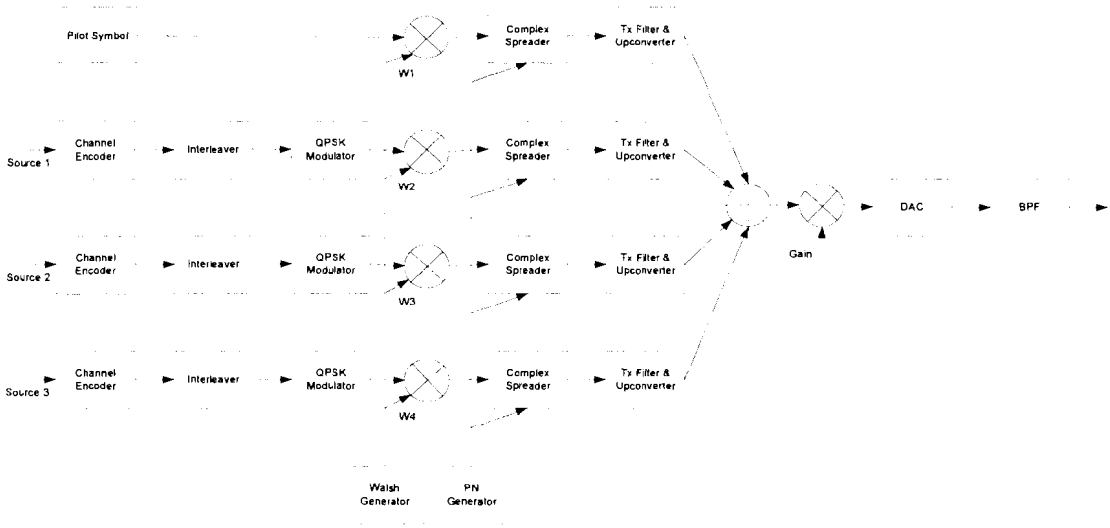 Pilot Symbol
W1
Complex
Spreader
Tx Filter &
Upconverter
Source 1
Channel
Encoder
Interleaver
QPSK
Modulator
W2
Complex
Spreader
Tx Filter &
Upconverter
Gain
DAC
BPF
Source 2
Channel
Encoder
Interleaver
QPSK
Modulator
W3
Complex
Spreader
Tx Filter &
Upconverter
Source 3
Channel
Encoder
Interleaver
QPSK
Modulator
W4
Complex
Spreader
Tx Filter &
Upconverter
Walsh
Generator
PN
Generator